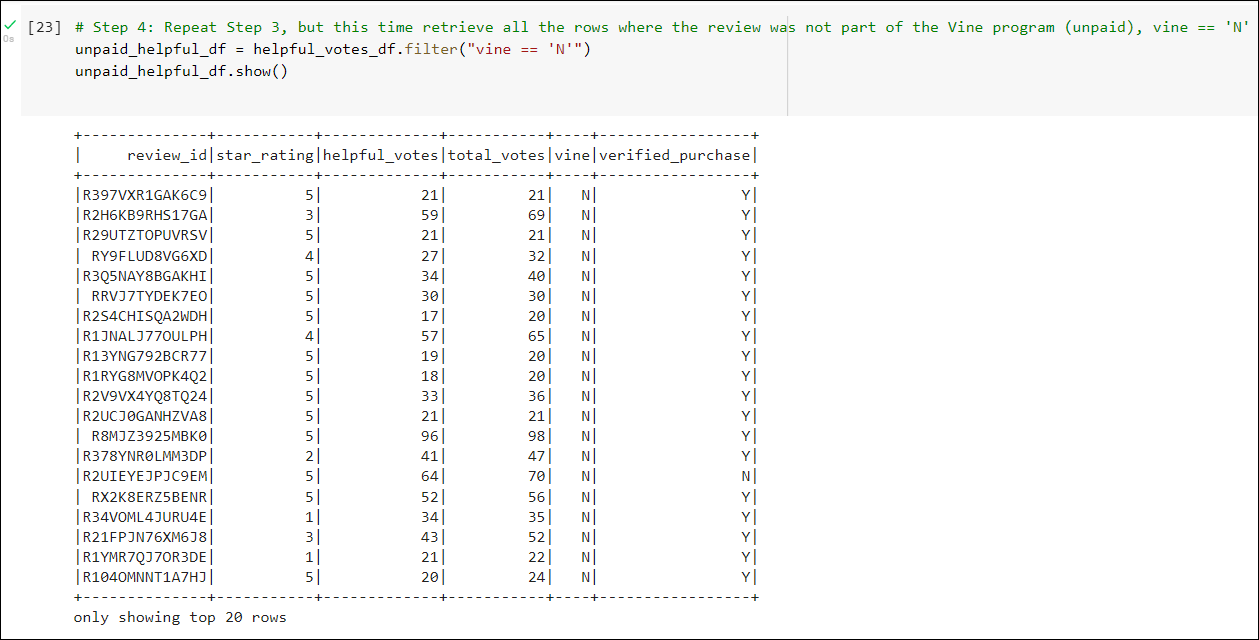 [23] # Step 4: Repeat Step 3, but this time retrieve all the rows where the review was not part of the Vine program (unpaid), vine == 'N'
0s
unpaid_helpful_df = helpful_votes_df.filter("vine == 'N'")
unpaid_helpful_df.show()
+--------------+-----------+-------------+-----------+----+-----------------+
|     review_id|star_rating|helpful_votes|total_votes|vine|verified_purchase|
+--------------+-----------+-------------+-----------+----+-----------------+
|R397VXR1GAK6C9|          5|           21|         21|   N|                Y|
|R2H6KB9RHS17GA|          3|           59|         69|   N|                Y|
|R29UTZTOPUVRSV|          5|           21|         21|   N|                Y|
| RY9FLUD8VG6XD|          4|           27|         32|   N|                Y|
|R3Q5NAY8BGAKHI|          5|           34|         40|   N|                Y|
| RRVJ7TYDEK7EO|          5|           30|         30|   N|                Y|
|R2S4CHISQA2WDH|          5|           17|         20|   N|                Y|
|R1JNALJ77OULPH|          4|           57|         65|   N|                Y|
|R13YNG792BCR77|          5|           19|         20|   N|                Y|
|R1RYG8MVOPK4Q2|          5|           18|         20|   N|                Y|
|R2V9VX4YQ8TQ24|          5|           33|         36|   N|                Y|
|R2UCJ0GANHZVA8|          5|           21|         21|   N|                Y|
| R8MJZ3925MBK0|          5|           96|         98|   N|                Y|
|R378YNR0LMM3DP|          2|           41|         47|   N|                Y|
|R2UIEYEJPJC9EM|          5|           64|         70|   N|                N|
| RX2K8ERZ5BENR|          5|           52|         56|   N|                Y|
|R34VOML4JURU4E|          1|           34|         35|   N|                Y|
|R21FPJN76XM6J8|          3|           43|         52|   N|                Y|
|R1YMR7QJ7OR3DE|          1|           21|         22|   N|                Y|
|R104OMNNT1A7HJ|          5|           20|         24|   N|                Y|
+--------------+-----------+-------------+-----------+----+-----------------+
only showing top 20 rows